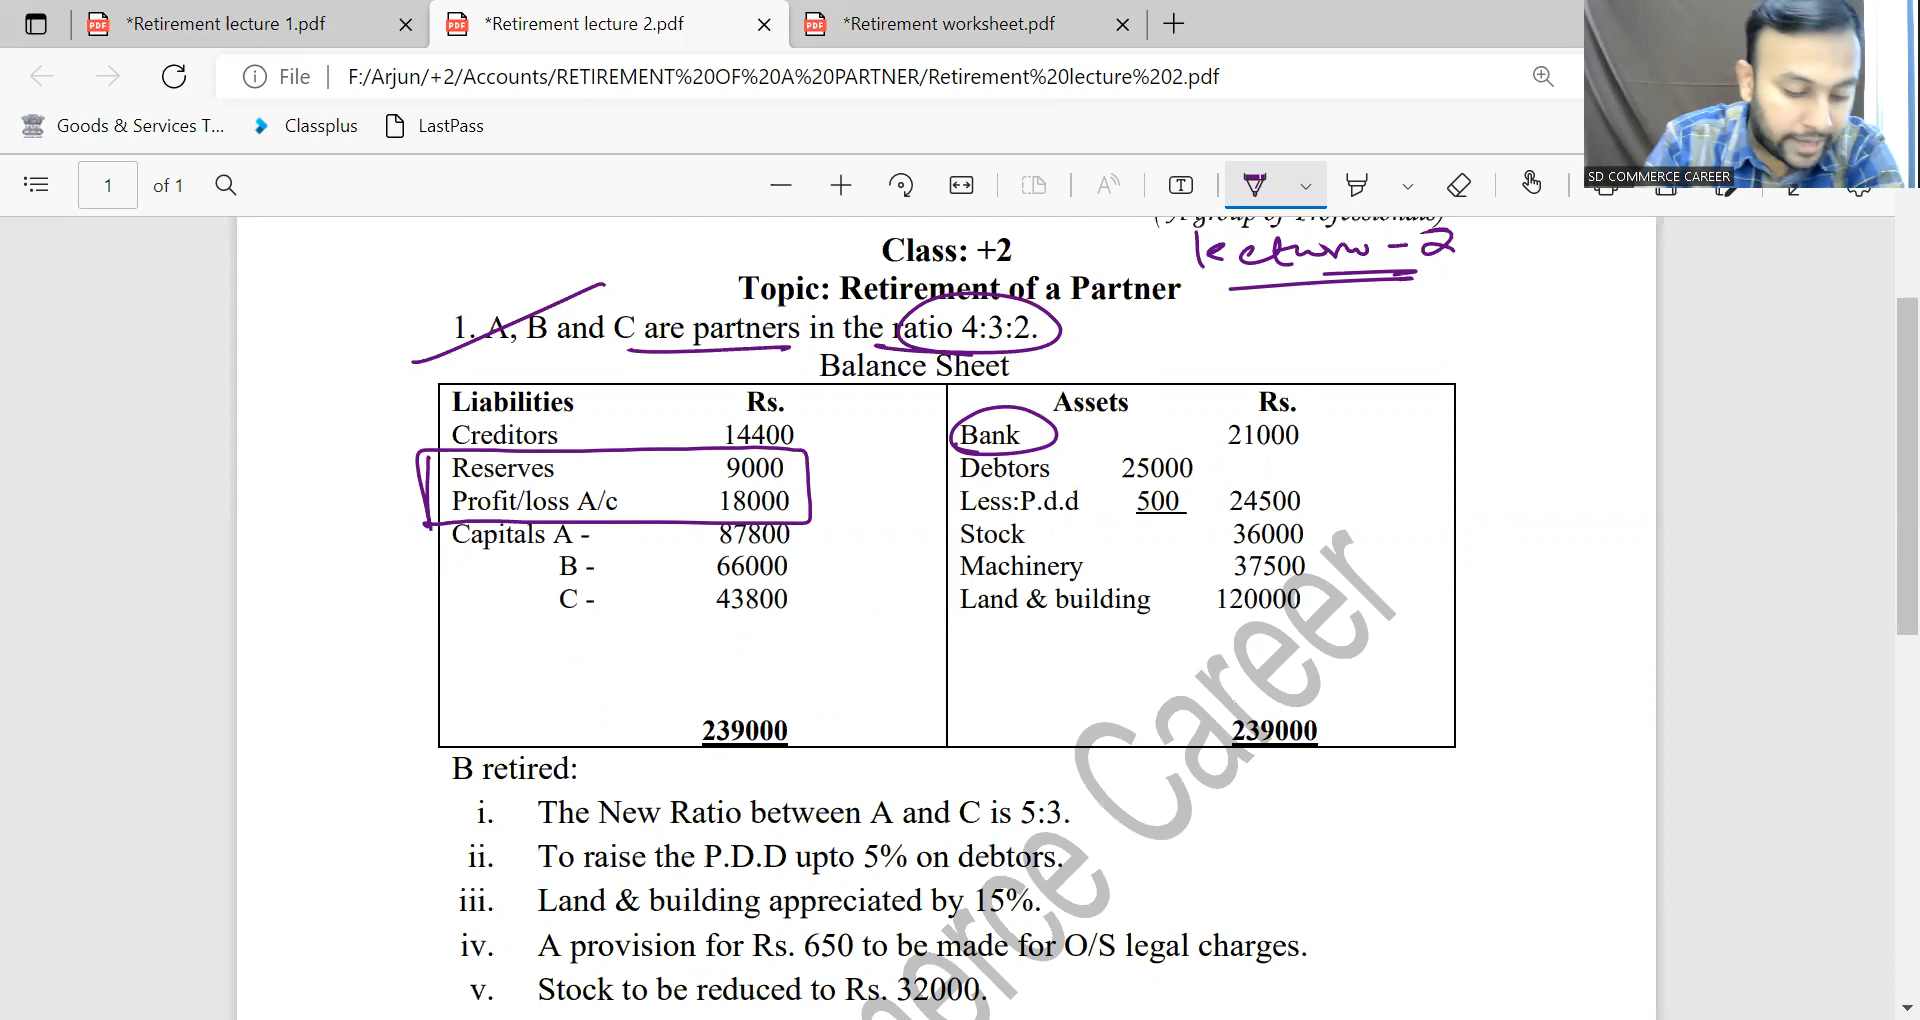 *Retirement lecture 1.pdf
*Retirement lecture 2.pdf
*Retirement worksheet.pdf
File
F:/Arjun/+2/Accounts/RETIREMENT%20OF%20A%20PARTNER/Retirement%20lecture%202.pdf
Goods & Services T...
Classplus
LastPass
SD COMMERCE CAREER
1 of 1
(A group of Professionals)
lecture - 2
Class: +2
Topic: Retirement of a Partner
1. A, B and C are partners in the ratio 4:3:2.
Balance Sheet
Liabilities Rs. Assets Rs.
Creditors 14400 Bank 21000
Reserves 9000 Debtors 25000
Profit/loss A/c 18000 Less:P.d.d 500 24500
Capitals A - 87800 Stock 36000
B - 66000 Machinery 37500
C - 43800 Land & building 120000
239000 239000
B retired:
i. The New Ratio between A and C is 5:3.
ii. To raise the P.D.D upto 5% on debtors.
iii. Land & building appreciated by 15%.
iv. A provision for Rs. 650 to be made for O/S legal charges.
v. Stock to be reduced to Rs. 32000.
merce Career